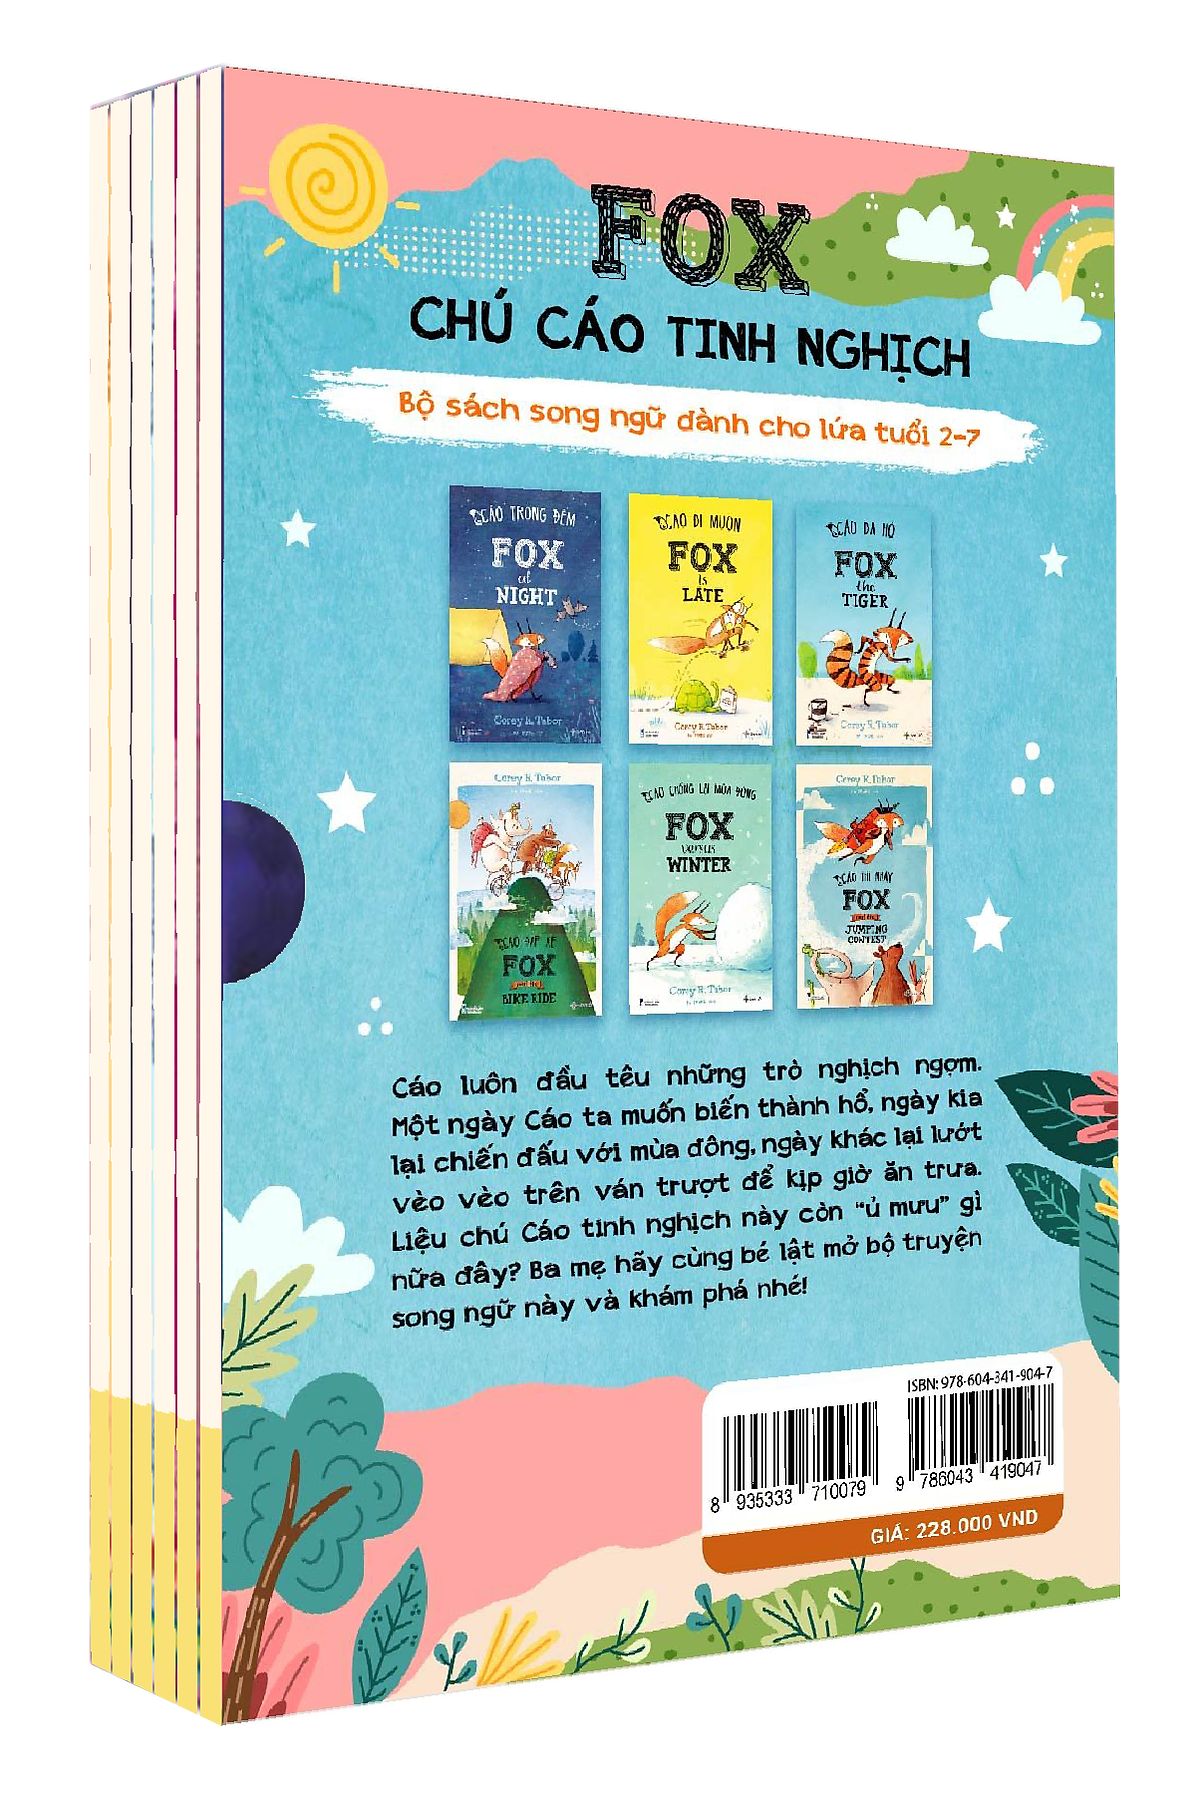 FOX
CHÚ CÁO TINH NGHỊCH
Bộ sách song ngữ dành cho lứa tuổi 2-7
CÁO TRONG ĐÊM
FOX
at
NIGHT
Corey R. Tabor
CÁO ĐI MUỘN
FOX
is
LATE
Corey R. Tabor
CÁO DA HỔ
FOX
the
TIGER
Corey R. Tabor
Corey R. Tabor
CÁO ĐẠP XE
FOX
BIKE RIDE
CÁO CHỐNG LẠI MÙA ĐÔNG
FOX
versus
WINTER
Corey R. Tabor
Corey R. Tabor
CÁO THI NHẢY
FOX
JUMPING
CONTEST
Cáo luôn đầu têu những trò nghịch ngợm.
Một ngày Cáo ta muốn biến thành hổ, ngày kia
lại chiến đấu với mùa đông, ngày khác lại lướt
vèo vèo trên ván trượt để kịp giờ ăn trưa.
Liệu chú Cáo tinh nghịch này còn "ủ mưu" gì
nữa đây? Ba mẹ hãy cùng bé lật mở bộ truyện
song ngữ này và khám phá nhé!
ISBN: 978-604-341-904-7
8 935333 710079
9 786043 419047
GIÁ: 228.000 VND